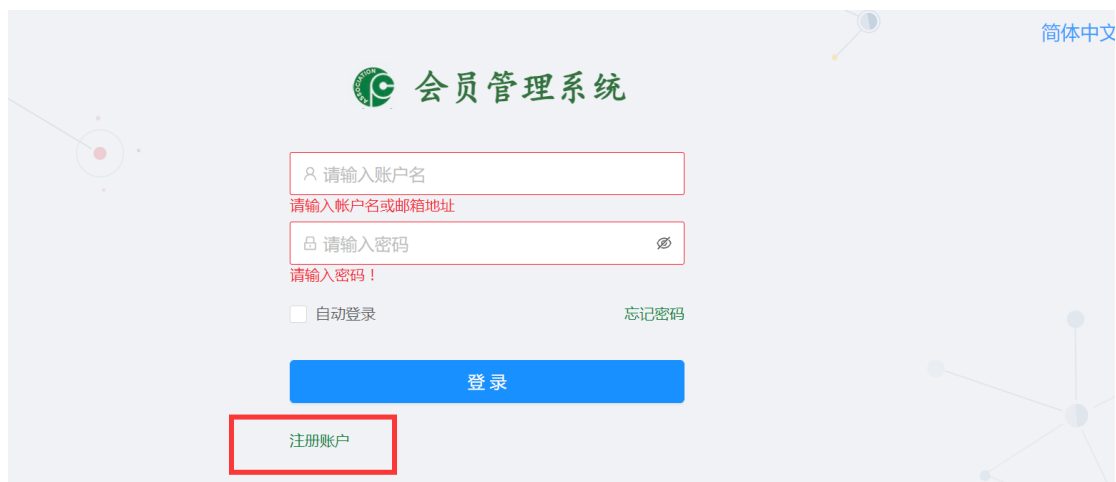 简体中文
ASSOCIATION
会员管理系统
请输入账户名
请输入帐户名或邮箱地址
请输入密码
请输入密码！
自动登录
忘记密码
登录
注册账户